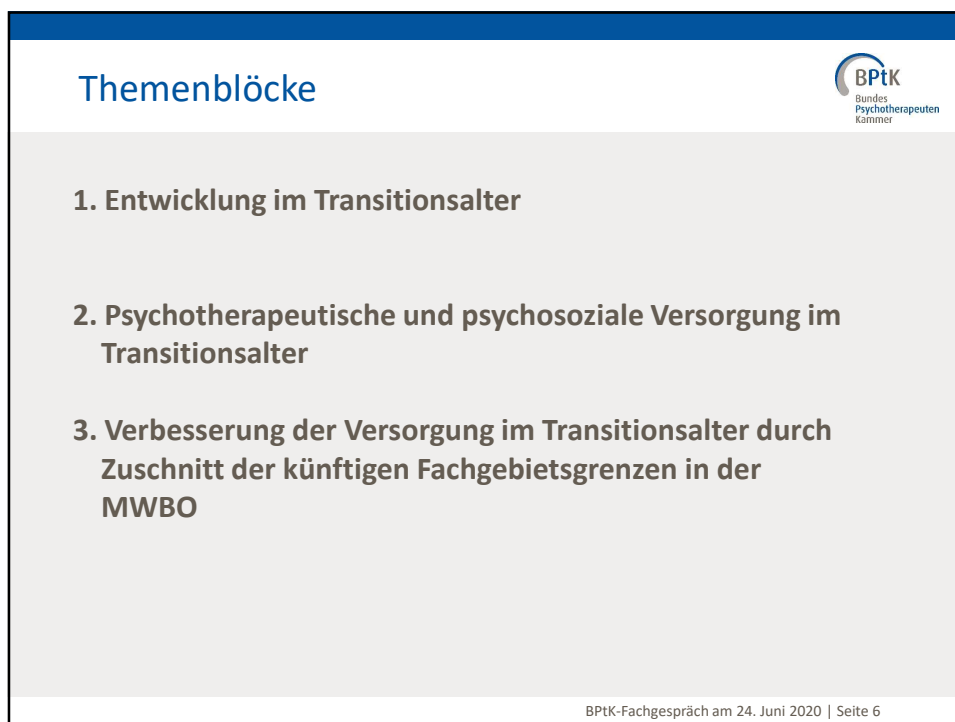 Themenblöcke
BPtK
Bundes
Psychotherapeuten
Kammer
1. Entwicklung im Transitionsalter
2. Psychotherapeutische und psychosoziale Versorgung im
Transitionsalter
3. Verbesserung der Versorgung im Transitionsalter durch
Zuschnitt der künftigen Fachgebietsgrenzen in der
MWBO
BPtK-Fachgespräch am 24. Juni 2020 | Seite 6